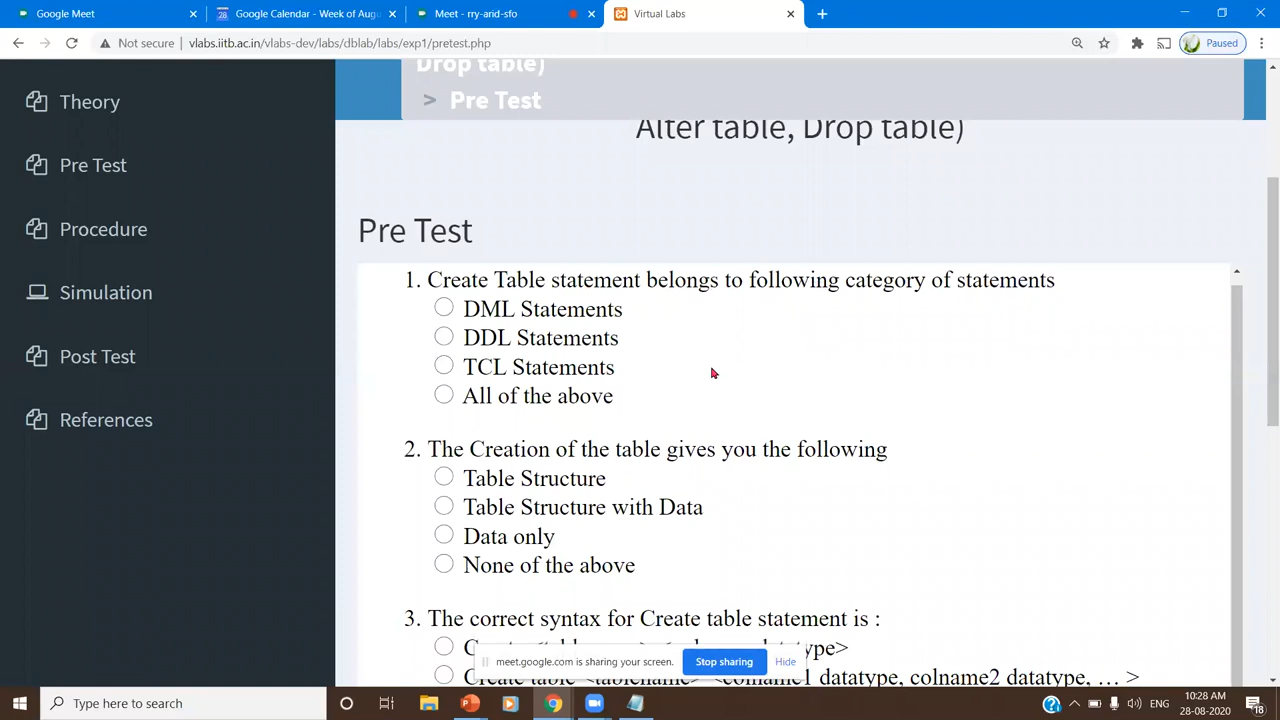 Google Meet
Google Calendar - Week of Augu
Meet - rry-arid-sfo
Virtual Labs
Not secure
vlabs.iitb.ac.in/vlabs-dev/labs/dblab/labs/exp1/pretest.php
Paused
Drop table)
> Pre Test
Alter table, Drop table)
Theory
Pre Test
Procedure
Simulation
Post Test
References
Pre Test
1. Create Table statement belongs to following category of statements
DML Statements
DDL Statements
TCL Statements
All of the above
2. The Creation of the table gives you the following
Table Structure
Table Structure with Data
Data only
None of the above
3. The correct syntax for Create table statement is :
meet.google.com is sharing your screen.
Stop sharing
Hide
Create table <tablename> <colname1 datatype, colname2 datatype, … >
Type here to search
ENG
10:28 AM
28-08-2020
18